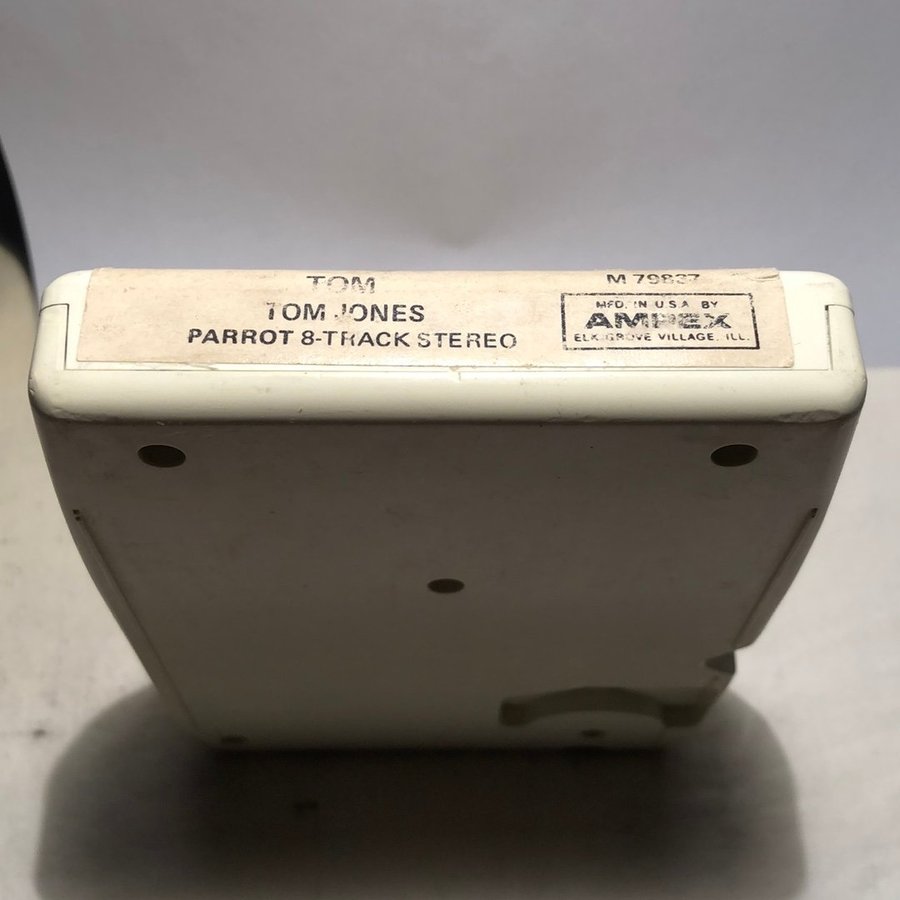 TOM
M 79837
TOM JONES
PARROT 8-TRACK STEREO
MFD. IN U.S.A. BY
AMPEX
ELK GROVE VILLAGE, ILL.